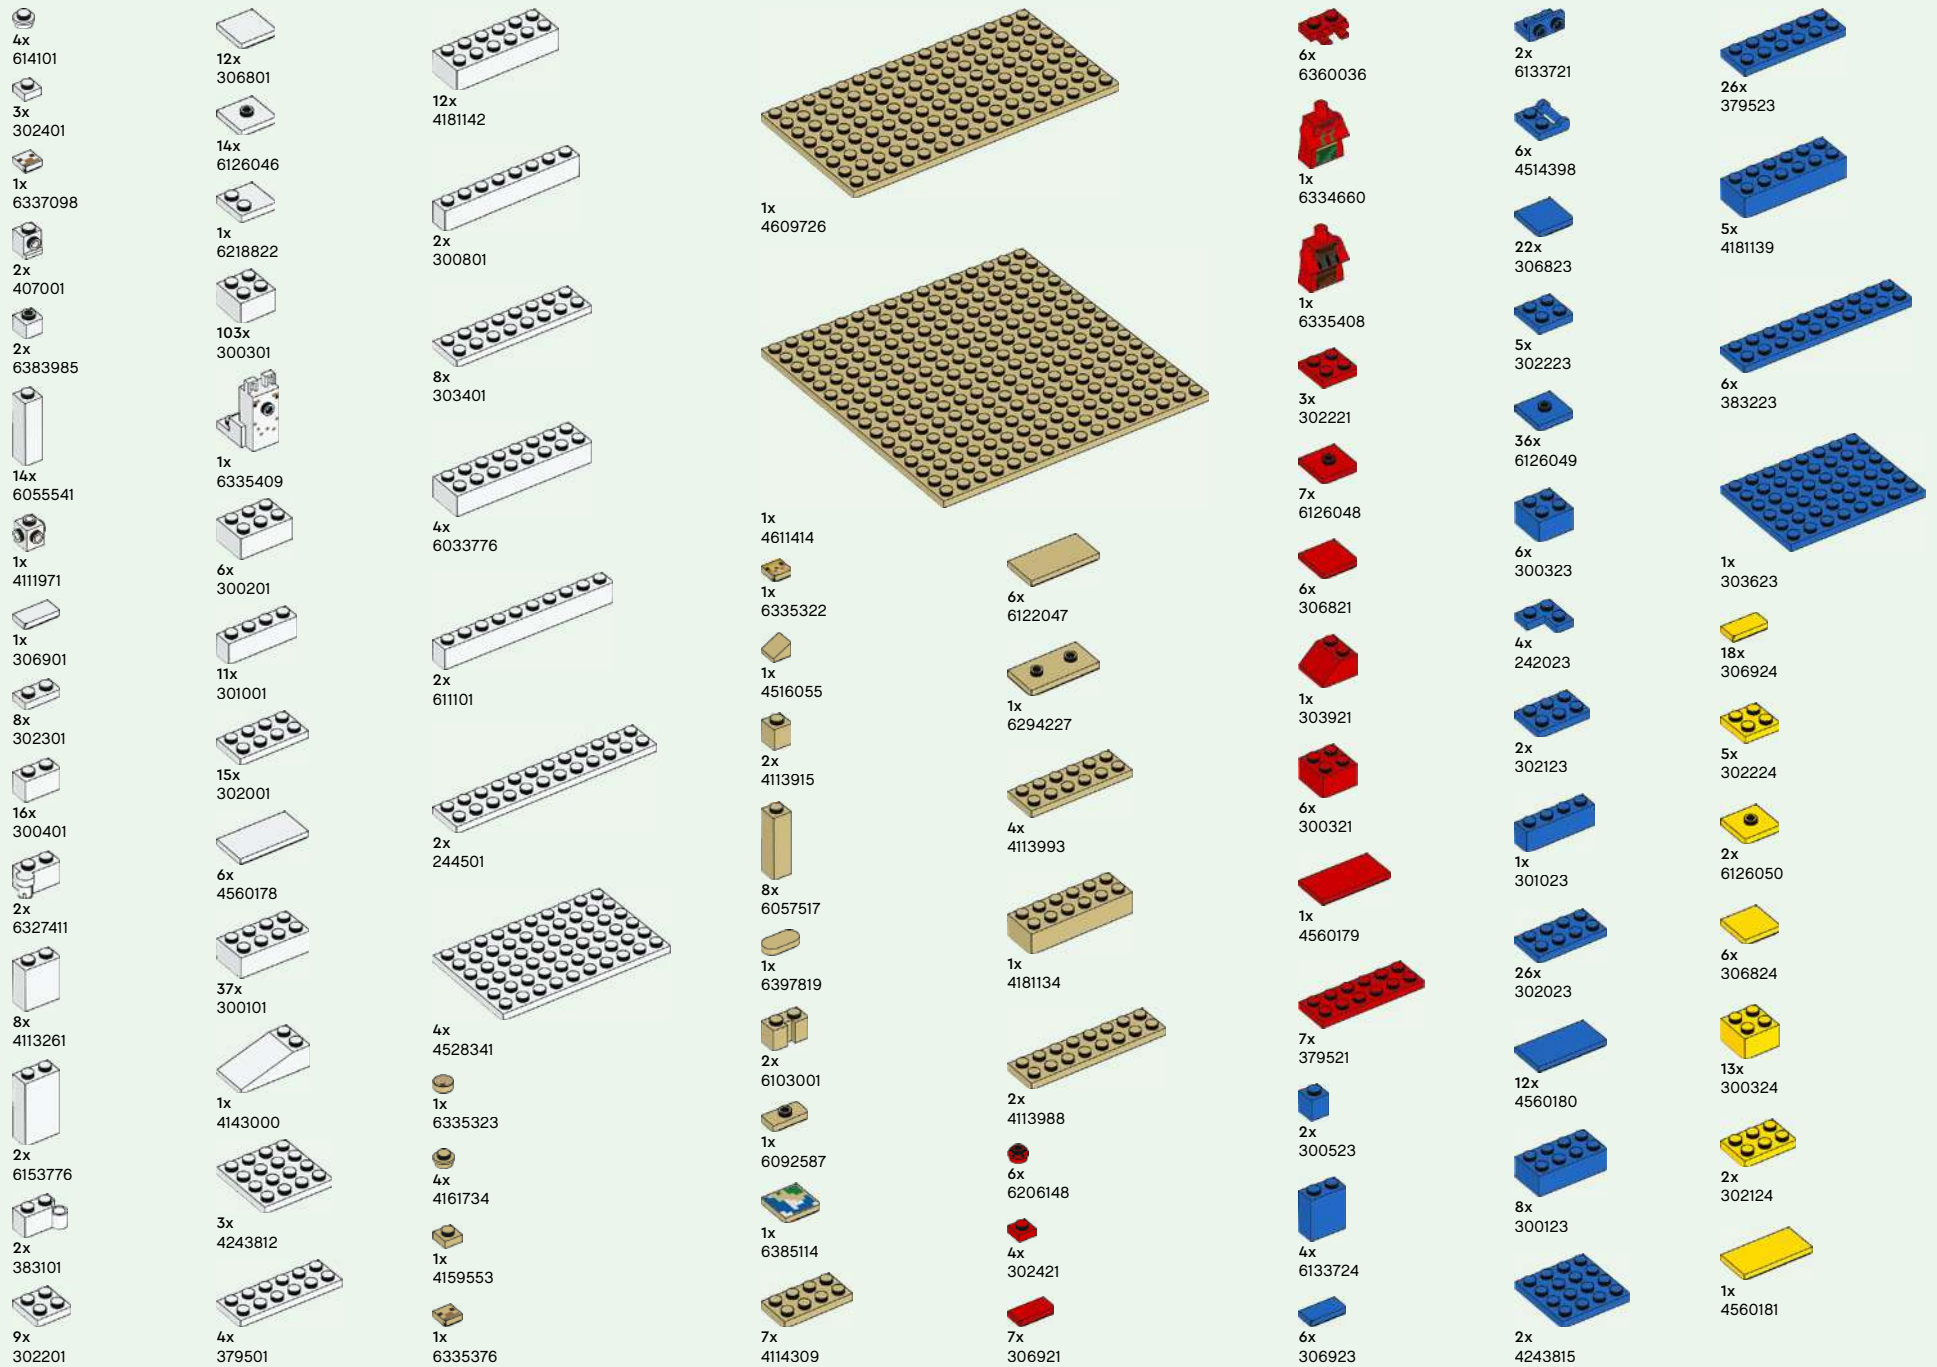 4x
614101
3x
302401
1x
6337098
2x
407001
2x
6383985
14x
6055541
1x
4111971
1x
306901
8x
302301
16x
300401
2x
6327411
8x
4113261
2x
6153776
2x
383101
9x
302201
12x
306801
14x
6126046
1x
6218822
103x
300301
1x
6335409
6x
300201
11x
301001
15x
302001
6x
4560178
37x
300101
1x
4143000
3x
4243812
4x
379501
12x
4181142
2x
300801
8x
303401
4x
6033776
2x
611101
2x
244501
4x
4528341
1x
6335323
4x
4161734
1x
4159553
1x
6335376
1x
4609726
1x
4611414
1x
6335322
1x
4516055
2x
4113915
8x
6057517
1x
6397819
2x
6103001
1x
6092587
1x
6385114
7x
4114309
6x
6122047
1x
6294227
4x
4113993
1x
4181134
2x
4113988
6x
6206148
4x
302421
7x
306921
6x
6360036
1x
6334660
1x
6335408
3x
302221
7x
6126048
6x
306821
1x
303921
6x
300321
1x
4560179
7x
379521
2x
300523
4x
6133724
6x
306923
2x
6133721
6x
4514398
22x
306823
5x
302223
36x
6126049
6x
300323
4x
242023
2x
302123
1x
301023
26x
302023
12x
4560180
8x
300123
2x
4243815
26x
379523
5x
4181139
6x
383223
1x
303623
18x
306924
5x
302224
2x
6126050
6x
306824
13x
300324
2x
302124
1x
4560181